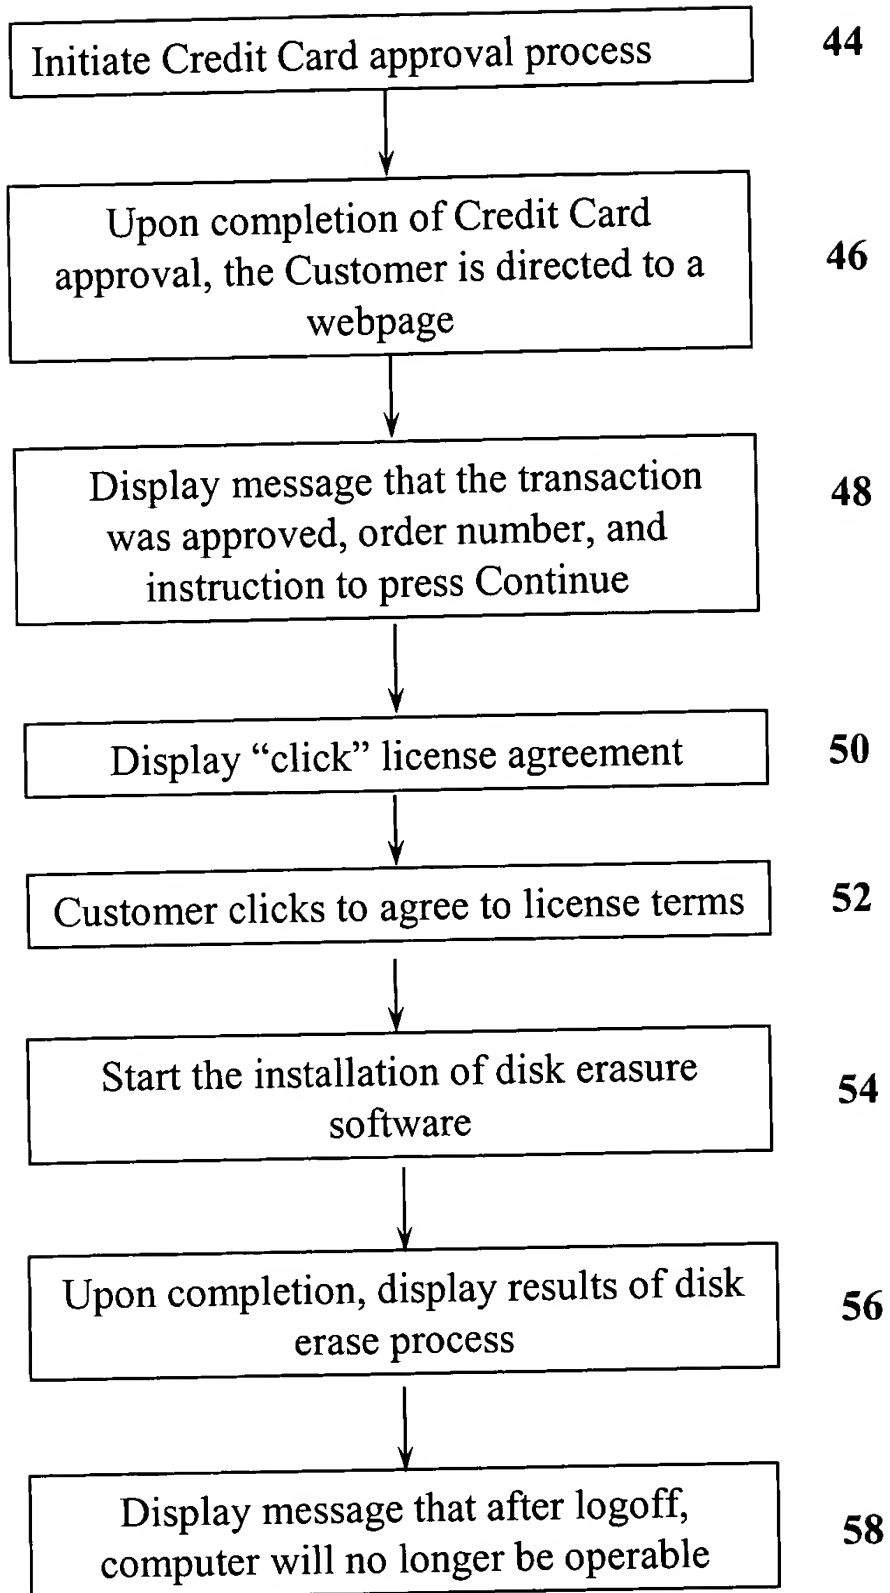 Initiate Credit Card approval process
44
Upon completion of Credit Card
approval, the Customer is directed to a
webpage
46
Display message that the transaction
was approved, order number, and
instruction to press Continue
48
Display “click” license agreement
50
Customer clicks to agree to license terms
52
Start the installation of disk erasure
software
54
Upon completion, display results of disk
erase process
56
Display message that after logoff,
computer will no longer be operable
58